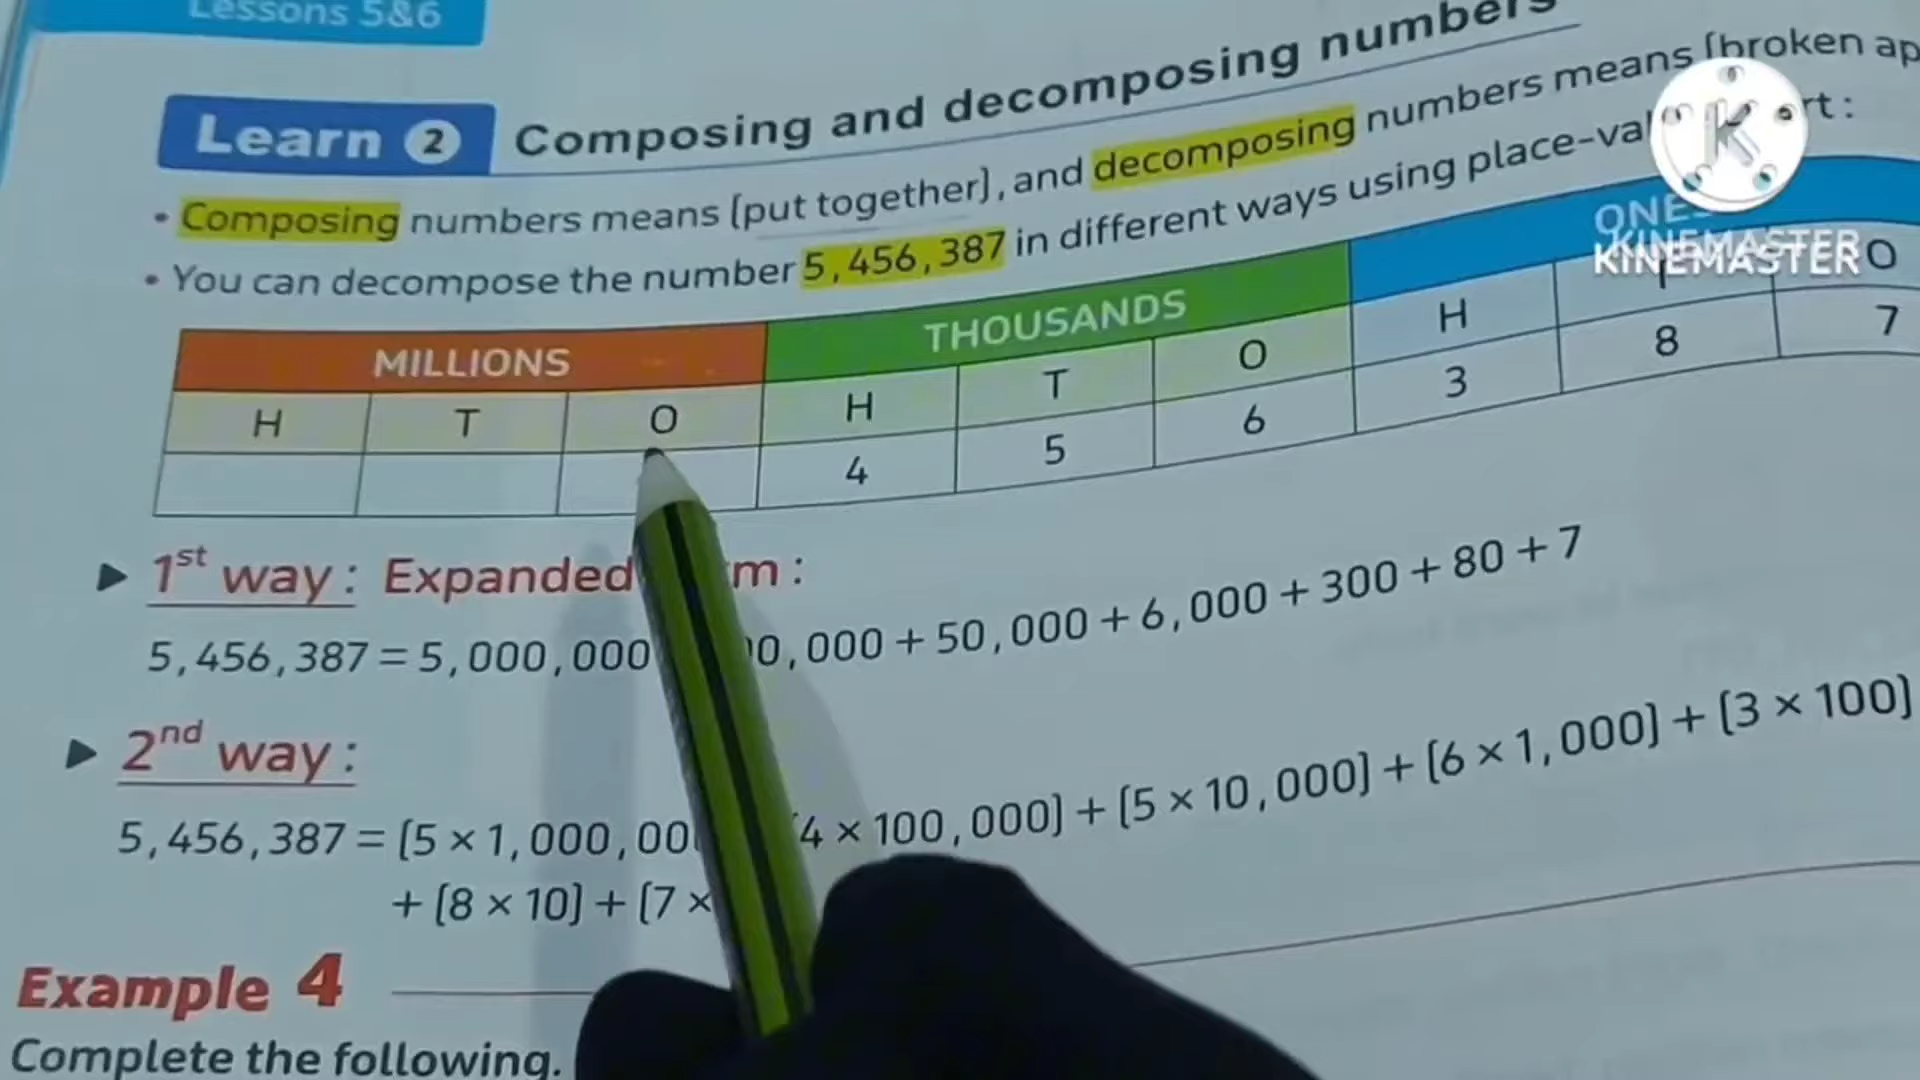 Lessons 5&6
Learn 2 Composing and decomposing numbers
• Composing numbers means (put together), and decomposing numbers means (broken ap
• You can decompose the number 5,456,387 in different ways using place-val rt :
MILLIONS THOUSANDS ONES
H T O H T O H T O
4 5 6 3 8 7
KINEMASTER
1st way : Expanded m :
5,456,387 = 5,000,000 0,000 + 50,000 + 6,000 + 300 + 80 + 7
2nd way :
5,456,387 = (5 × 1,000,00 4 × 100,000) + (5 × 10,000) + (6 × 1,000) + (3 × 100)
+ (8 × 10) + (7 ×
Example 4
Complete the following.